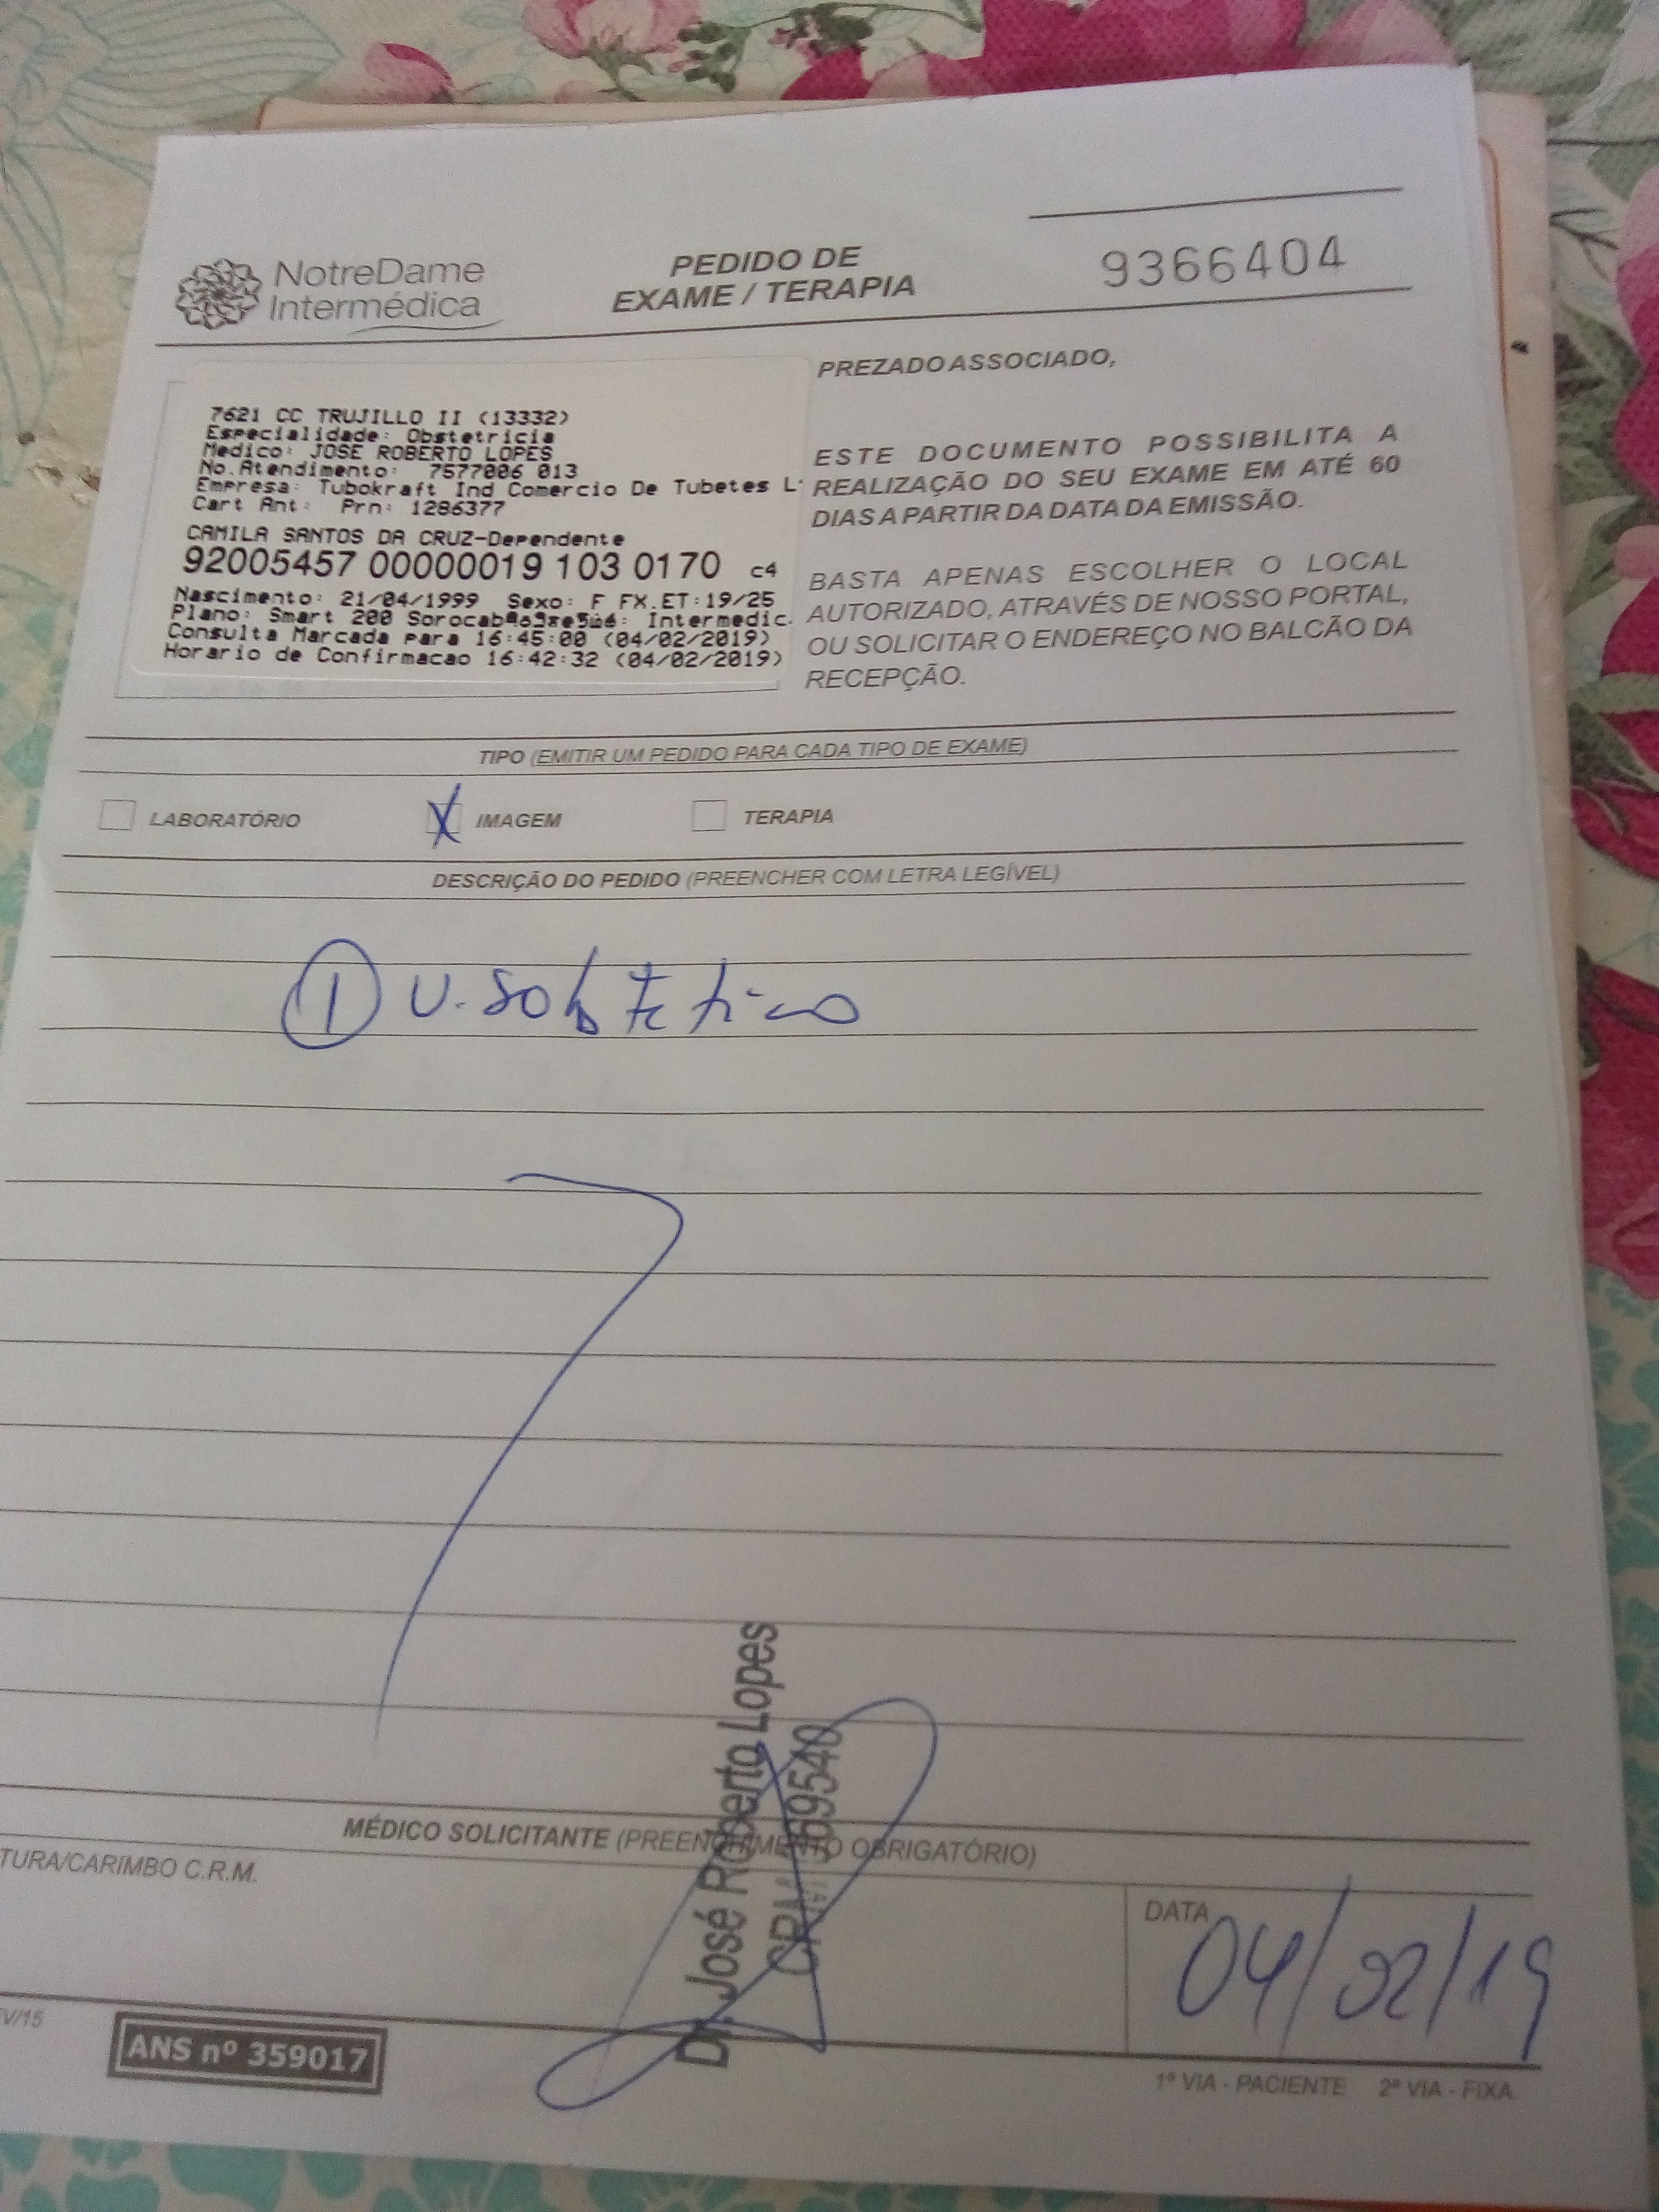 NotreDame
Intermédica
PEDIDO DE
EXAME / TERAPIA
9366404
7621 CC TRUJILLO II (13332)
Especialidade: Obstetricia
Medico: JOSE ROBERTO LOPES
No.Atendimento: 7577006 013
Empresa: Tubokraft Ind Comercio De Tubetes L
Cart Ant: Prn: 1286377
CAMILA SANTOS DA CRUZ-Dependente
92005457 00000019 103 0170 c4
Nascimento: 21/04/1999 Sexo: F FX.ET:19/25
Plano: Smart 200 Intermedic.
Consulta Marcada para 16:45:00 (04/02/2019)
Horario de Confirmacao 16:42:32 (04/02/2019)
PREZADO ASSOCIADO,
ESTE DOCUMENTO POSSIBILITA A
REALIZAÇÃO DO SEU EXAME EM ATÉ 60
DIAS A PARTIR DA DATA DA EMISSÃO.
BASTA APENAS ESCOLHER O LOCAL
AUTORIZADO, ATRAVÉS DE NOSSO PORTAL,
OU SOLICITAR O ENDEREÇO NO BALCÃO DA
RECEPÇÃO.
TIPO (EMITIR UM PEDIDO PARA CADA TIPO DE EXAME)
LABORATÓRIO
X IMAGEM
TERAPIA
DESCRIÇÃO DO PEDIDO (PREENCHER COM LETRA LEGÍVEL)
1 U.S obstetrico
MÉDICO SOLICITANTE (PREENCHIMENTO OBRIGATÓRIO)
TURA/CARIMBO C.R.M.
Dr. José Roberto Lopes
CRM 69540
DATA
04/02/19
V/15
ANS nº 359017
1ª VIA - PACIENTE 2ª VIA - FIXA